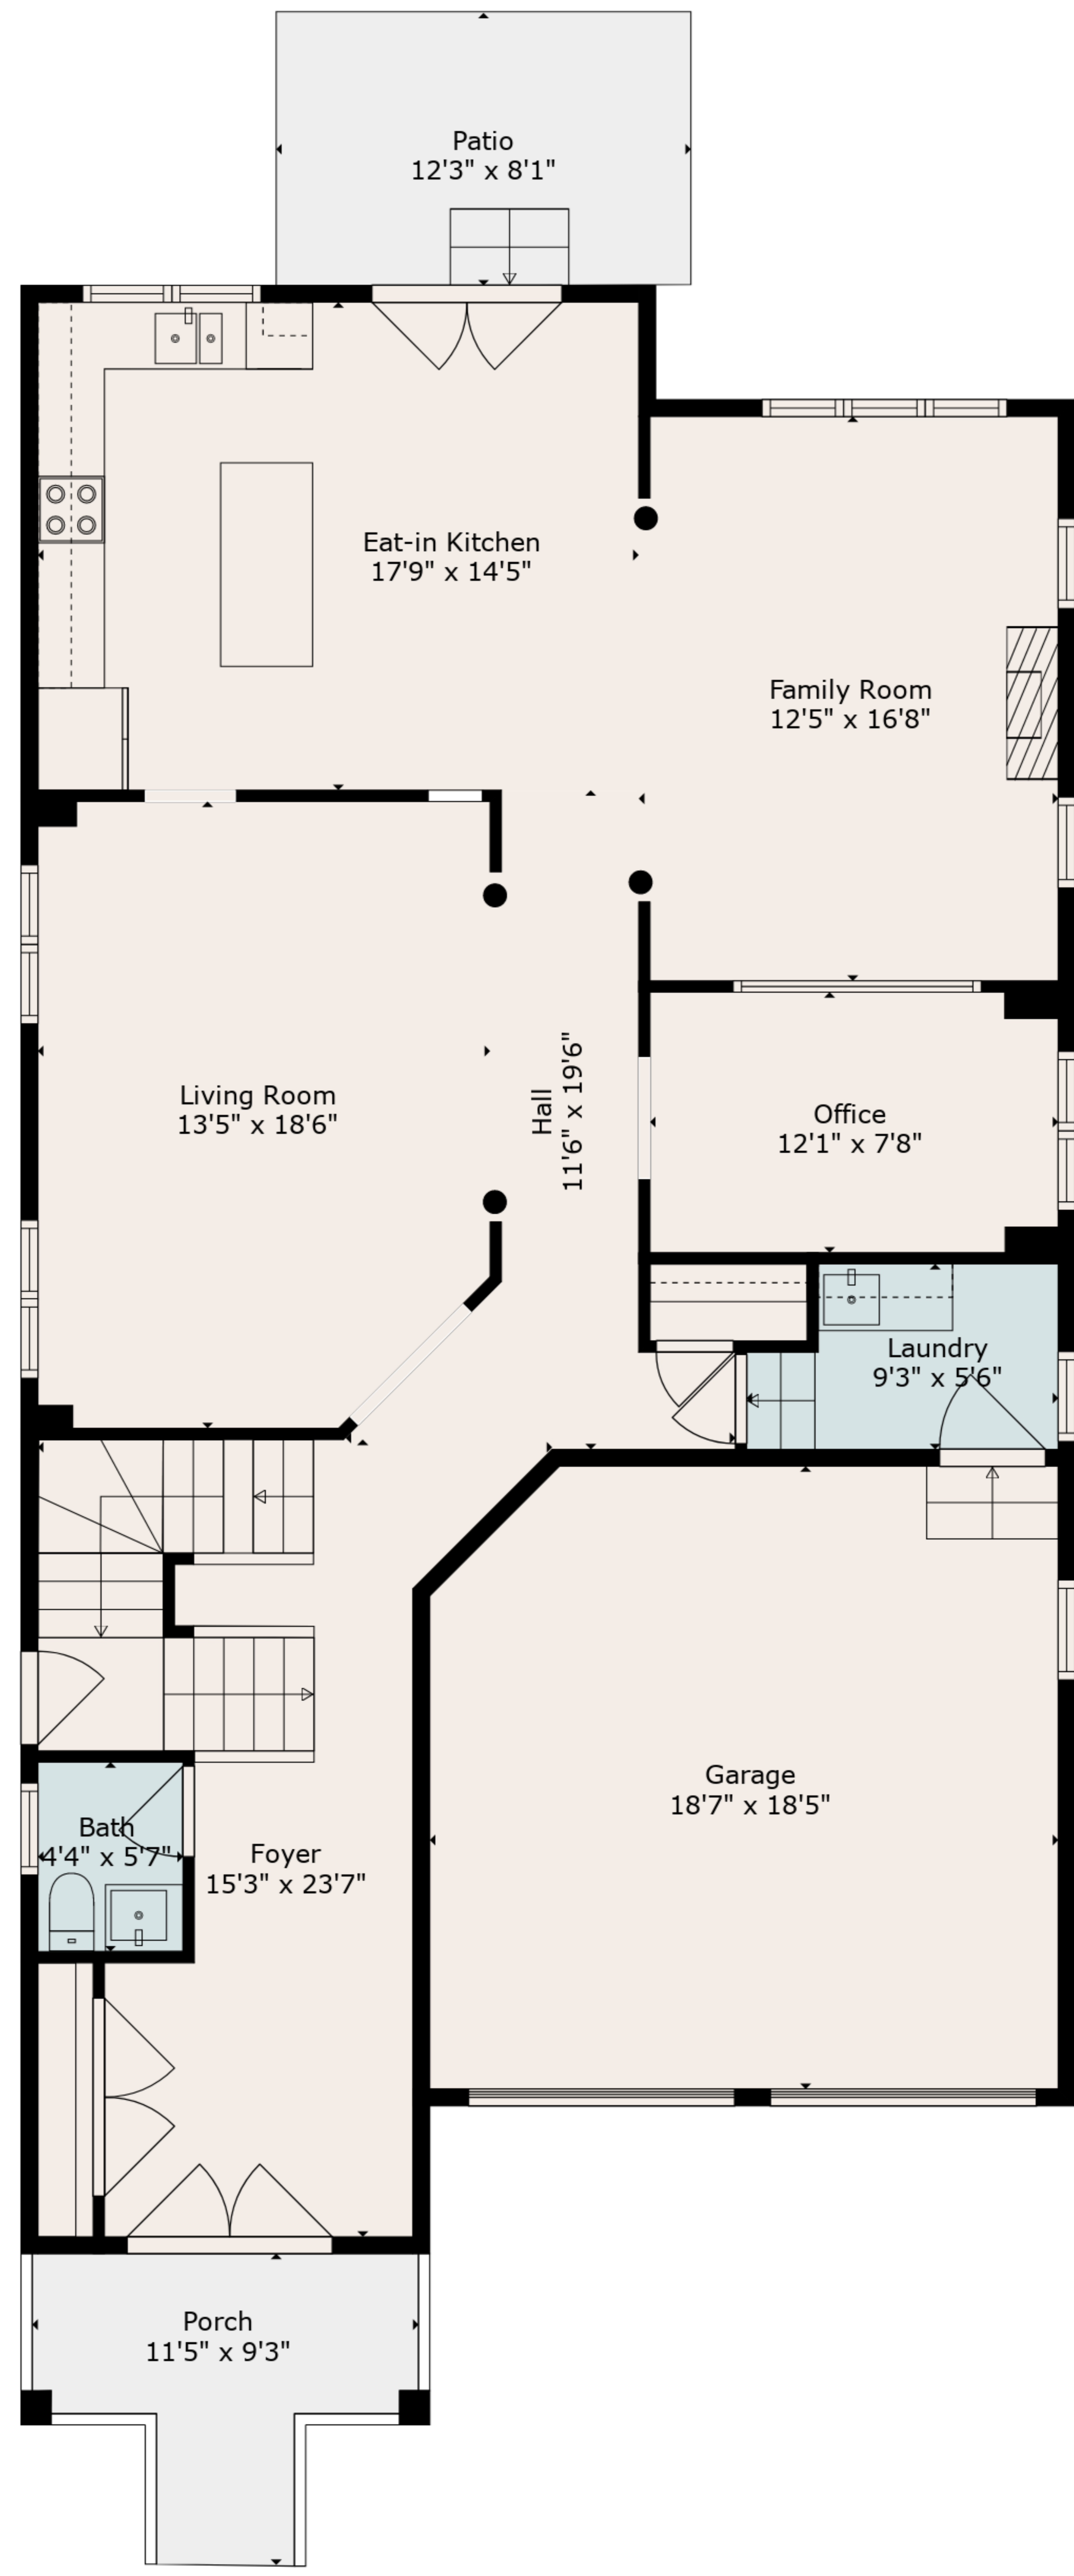 Patio
12'3" x 8'1"
Eat-in Kitchen
17'9" x 14'5"
Family Room
12'5" x 16'8"
Living Room
13'5" x 18'6"
Hall
11'6" x 19'6"
Office
12'1" x 7'8"
Laundry
9'3" x 5'6"
Garage
18'7" x 18'5"
Bath
4'4" x 5'7"
Foyer
15'3" x 23'7"
Porch
11'5" x 9'3"